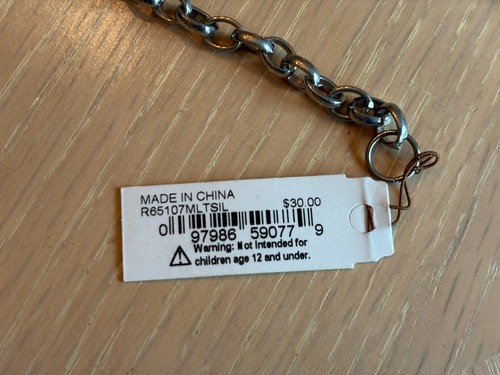 MADE IN CHINA
R65107MLTSIL $30.00
0 97986 59077 9
Warning: Not Intended for
children age 12 and under.